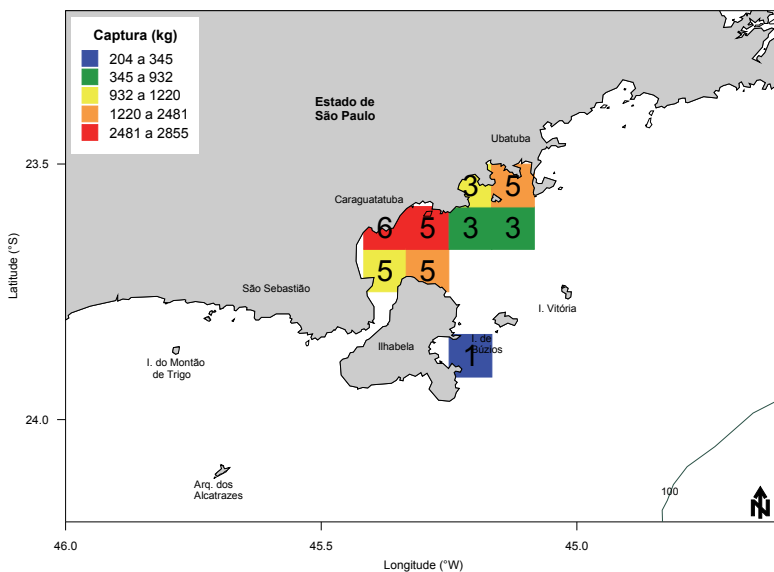 Captura (kg)
204 a 345
345 a 932
932 a 1220
1220 a 2481
2481 a 2855
Estado de
São Paulo
Ubatuba
23.5
3
5
Caraguatatuba
6
5
3
3
5
5
São Sebastião
I. Vitória
Ilhabela
I. de
Búzios
1
I. do Montão
de Trigo
24.0
Arq. dos
Alcatrazes
100
N
46.0
45.5
45.0
Longitude (°W)
Latitude (°S)